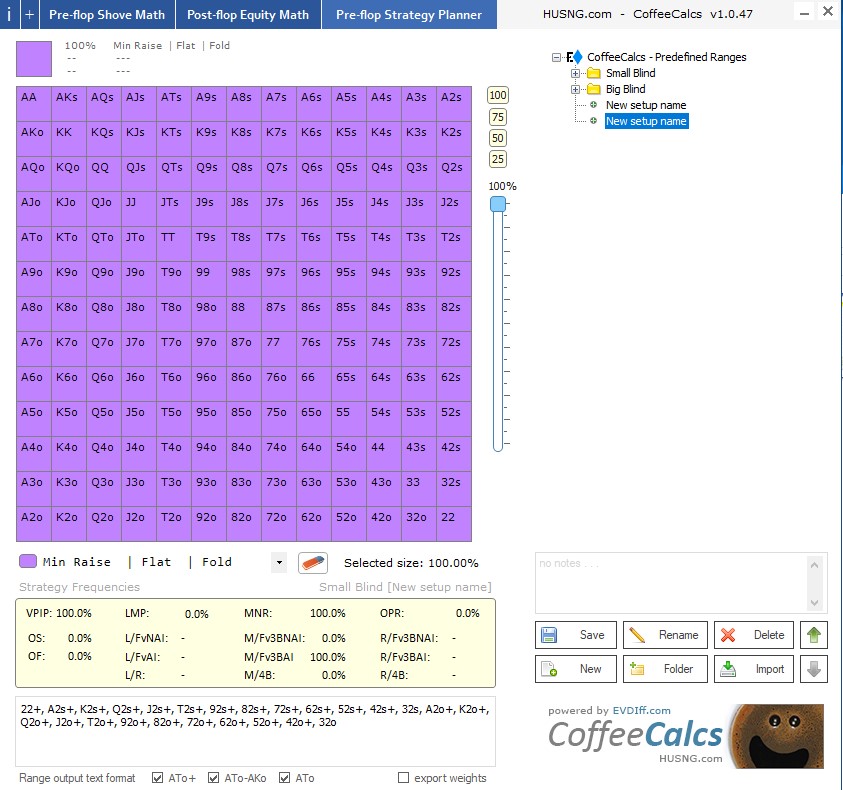 i + Pre-flop Shove Math Post-flop Equity Math Pre-flop Strategy Planner HUSNG.com - CoffeeCalcs v1.0.47
100% Min Raise | Flat | Fold
-- ---
-- ---
AA AKs AQs AJs ATs A9s A8s A7s A6s A5s A4s A3s A2s
AKo KK KQs KJs KTs K9s K8s K7s K6s K5s K4s K3s K2s
AQo KQo QQ QJs QTs Q9s Q8s Q7s Q6s Q5s Q4s Q3s Q2s
AJo KJo QJo JJ JTs J9s J8s J7s J6s J5s J4s J3s J2s
ATo KTo QTo JTo TT T9s T8s T7s T6s T5s T4s T3s T2s
A9o K9o Q9o J9o T9o 99 98s 97s 96s 95s 94s 93s 92s
A8o K8o Q8o J8o T8o 98o 88 87s 86s 85s 84s 83s 82s
A7o K7o Q7o J7o T7o 97o 87o 77 76s 75s 74s 73s 72s
A6o K6o Q6o J6o T6o 96o 86o 76o 66 65s 64s 63s 62s
A5o K5o Q5o J5o T5o 95o 85o 75o 65o 55 54s 53s 52s
A4o K4o Q4o J4o T4o 94o 84o 74o 64o 54o 44 43s 42s
A3o K3o Q3o J3o T3o 93o 83o 73o 63o 53o 43o 33 32s
A2o K2o Q2o J2o T2o 92o 82o 72o 62o 52o 42o 32o 22
100
75
50
25
100%
CoffeeCalcs - Predefined Ranges
Small Blind
Big Blind
New setup name
New setup name
Min Raise | Flat | Fold Selected size: 100.00%
Strategy Frequencies Small Blind [New setup name]
VPIP: 100.0% LMP: 0.0% MNR: 100.0% OPR: 0.0%
OS: 0.0% L/FvNAI: - M/Fv3BNAI: 0.0% R/Fv3BNAI: -
OF: 0.0% L/FvAI: - M/Fv3BAI 100.0% R/Fv3BAI: -
L/R: - M/4B: 0.0% R/4B: -
22+, A2s+, K2s+, Q2s+, J2s+, T2s+, 92s+, 82s+, 72s+, 62s+, 52s+, 42s+, 32s, A2o+, K2o+,
Q2o+, J2o+, T2o+, 92o+, 82o+, 72o+, 62o+, 52o+, 42o+, 32o
Range output text format ATo+ ATo-AKo ATo export weights
no notes . . .
Save Rename Delete
New Folder Import
powered by EVDIff.com
CoffeeCalcs
HUSNG.com